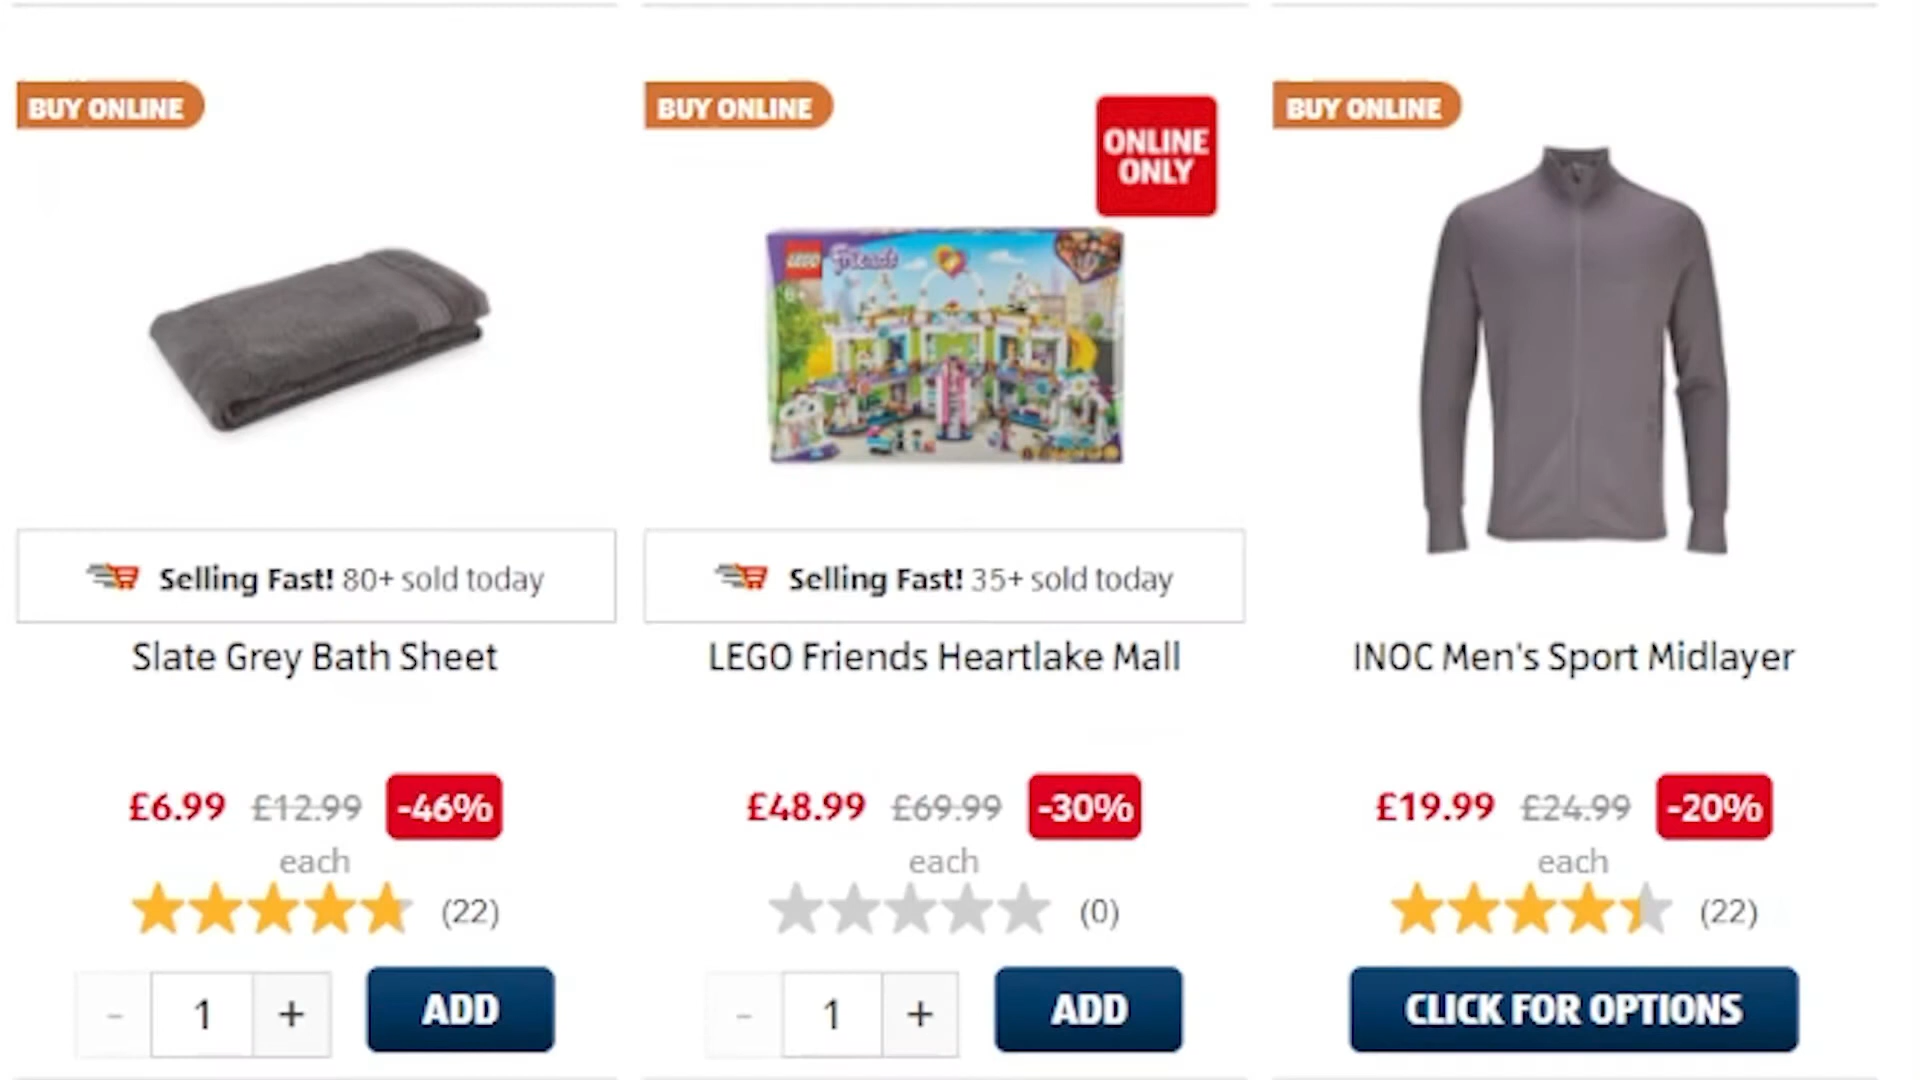 BUY ONLINE
Selling Fast! 80+ sold today
Slate Grey Bath Sheet
£6.99 £12.99 -46%
each
(22)
- 1 +
ADD
BUY ONLINE
ONLINE
ONLY
LEGO Friends
6+
Selling Fast! 35+ sold today
LEGO Friends Heartlake Mall
£48.99 £69.99 -30%
each
(0)
- 1 +
ADD
BUY ONLINE
INOC Men's Sport Midlayer
£19.99 £24.99 -20%
each
(22)
CLICK FOR OPTIONS